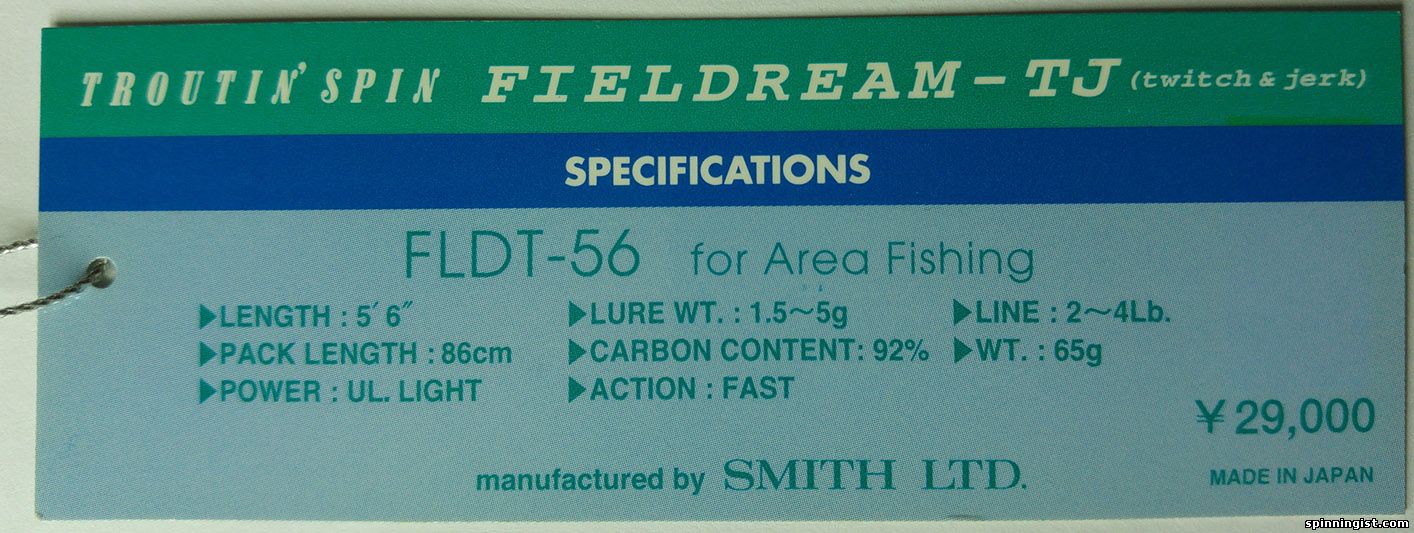 TROUTIN' SPIN FIELDREAM-TJ (twitch & jerk)
SPECIFICATIONS
FLDT-56 for Area Fishing
▶LENGTH : 5′ 6″ ▶LURE WT. : 1.5~5g ▶LINE : 2~4Lb.
▶PACK LENGTH : 86cm ▶CARBON CONTENT: 92% ▶WT. : 65g
▶POWER : UL. LIGHT ▶ACTION : FAST
¥29,000
manufactured by SMITH LTD. MADE IN JAPAN
spinningist.com